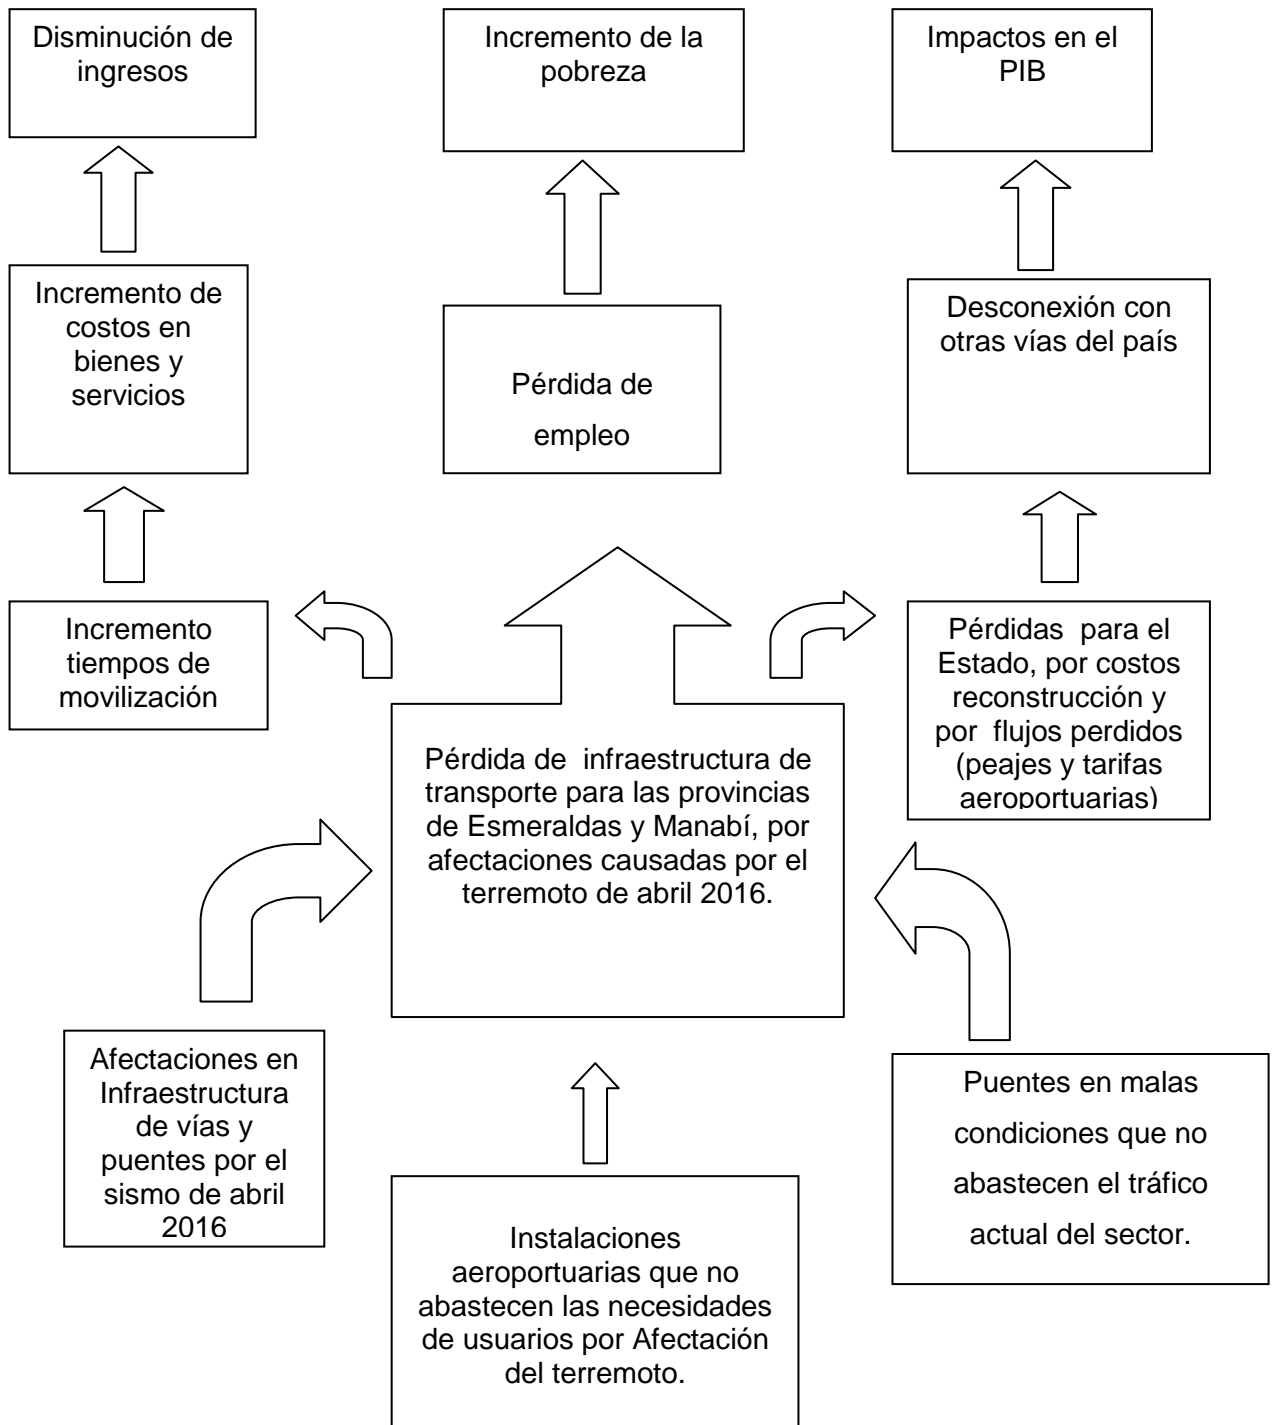 Disminución de
ingresos
Incremento de la
pobreza
Impactos en el
PIB
Incremento de
costos en
bienes y
servicios
Pérdida de
empleo
Desconexión con
otras vías del país
Incremento
tiempos de
movilización
Pérdidas  para el
Estado, por costos
reconstrucción y
por  flujos perdidos
(peajes y tarifas
aeroportuarias)
Pérdida de  infraestructura de
transporte para las provincias
de Esmeraldas y Manabí, por
afectaciones causadas por el
terremoto de abril 2016.
Afectaciones en
Infraestructura
de vías y
puentes por el
sismo de abril
2016
Instalaciones
aeroportuarias que no
abastecen las necesidades
de usuarios por Afectación
del terremoto.
Puentes en malas
condiciones que no
abastecen el tráfico
actual del sector.